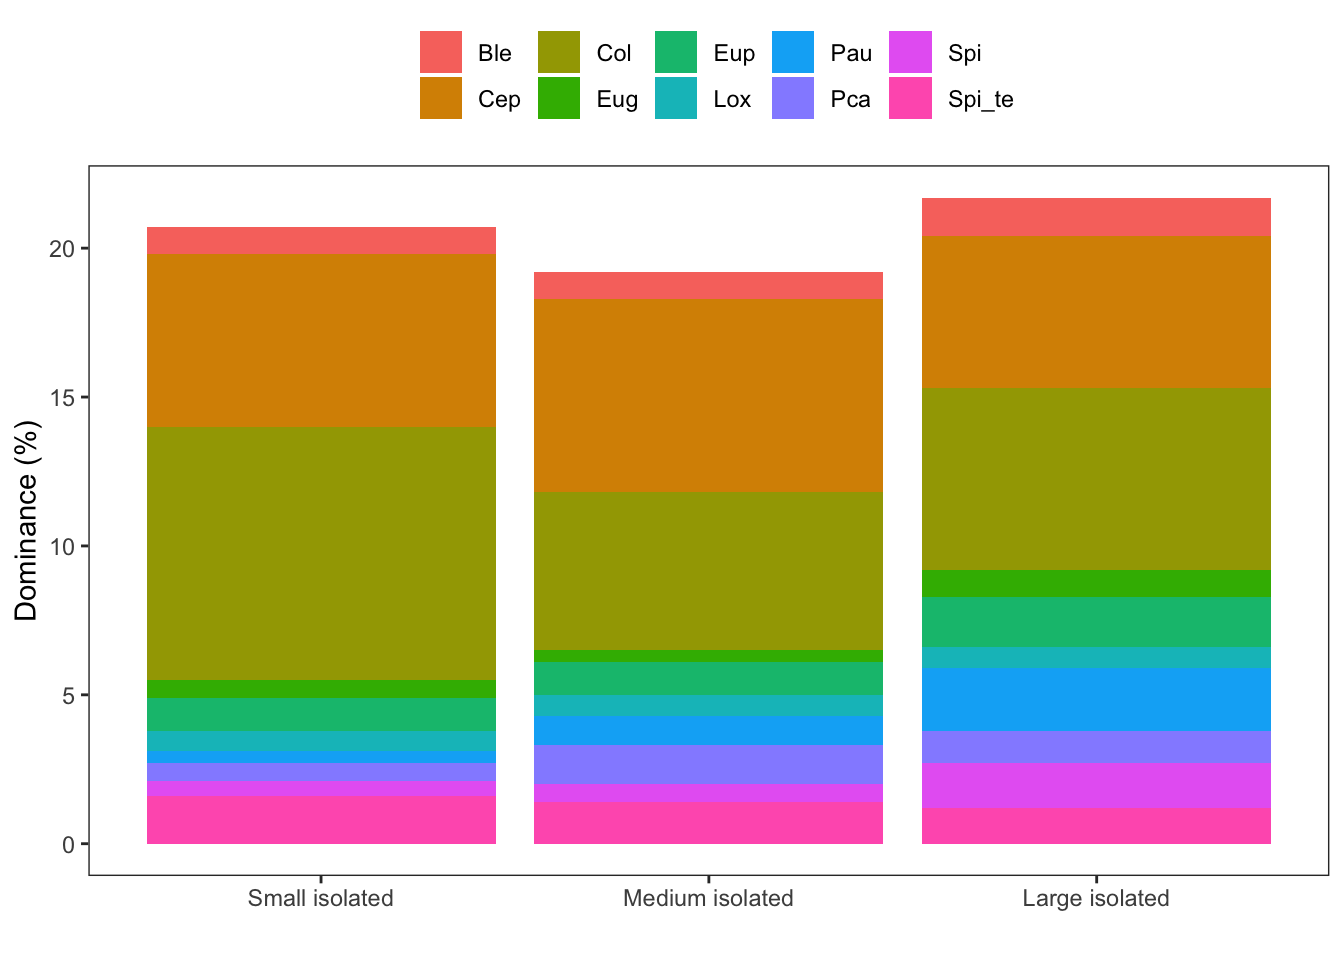 Ble Col Eup Pau Spi
Cep Eug Lox Pca Spi_te
Dominance (%)
20
15
10
5
0
Small isolated Medium isolated Large isolated